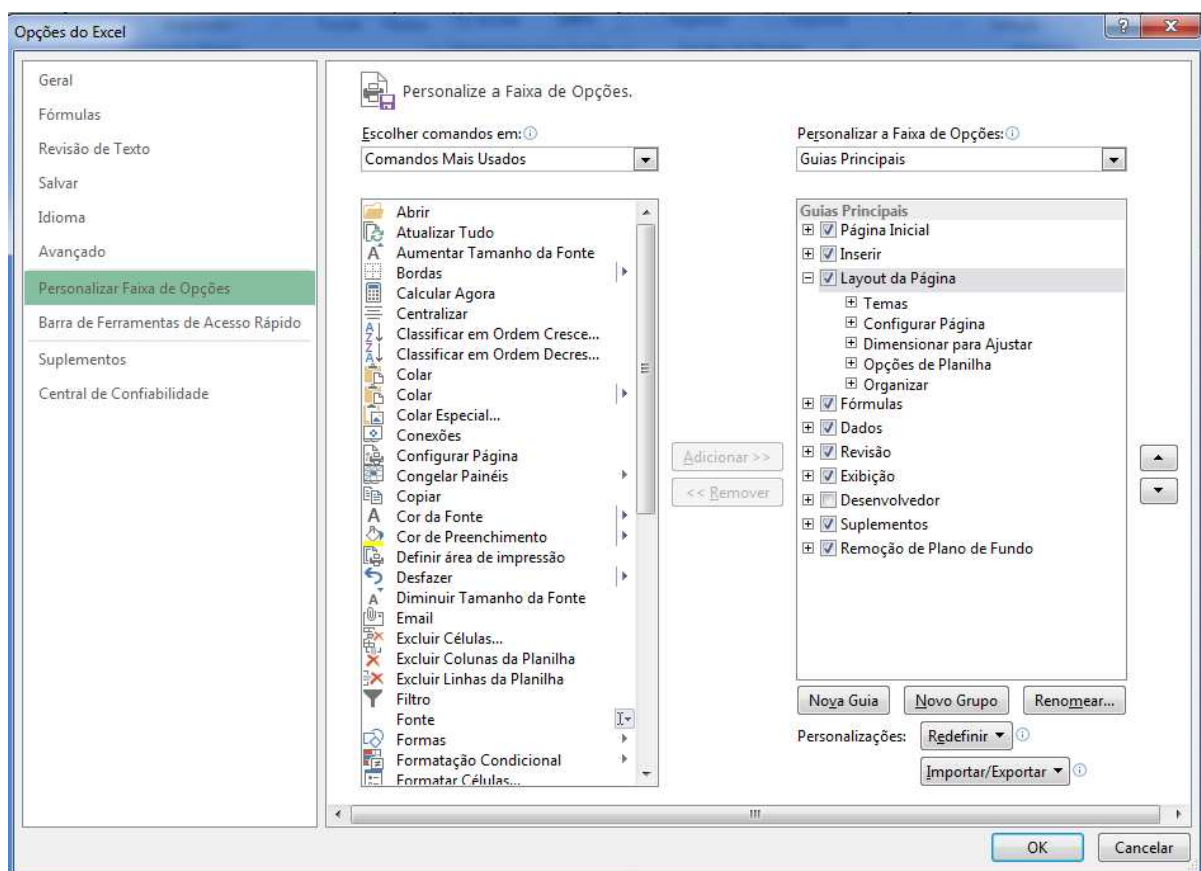 Opções do Excel
Geral
Fórmulas
Revisão de Texto
Salvar
Idioma
Avançado
Personalizar Faixa de Opções
Barra de Ferramentas de Acesso Rápido
Suplementos
Central de Confiabilidade
Personalize a Faixa de Opções.
Escolher comandos em:
Comandos Mais Usados
Abrir
Atualizar Tudo
Aumentar Tamanho da Fonte
Bordas
Calcular Agora
Centralizar
Classificar em Ordem Cresce...
Classificar em Ordem Decres...
Colar
Colar
Colar Especial...
Conexões
Configurar Página
Congelar Painéis
Copiar
Cor da Fonte
Cor de Preenchimento
Definir área de impressão
Desfazer
Diminuir Tamanho da Fonte
Email
Excluir Células...
Excluir Colunas da Planilha
Excluir Linhas da Planilha
Filtro
Fonte
Formas
Formatação Condicional
Formatar Células...
Adicionar >>
<< Remover
Personalizar a Faixa de Opções:
Guias Principais
Guias Principais
Página Inicial
Inserir
Layout da Página
Temas
Configurar Página
Dimensionar para Ajustar
Opções de Planilha
Organizar
Fórmulas
Dados
Revisão
Exibição
Desenvolvedor
Suplementos
Remoção de Plano de Fundo
Nova Guia
Novo Grupo
Renomear...
Personalizações:
Redefinir
Importar/Exportar
OK
Cancelar